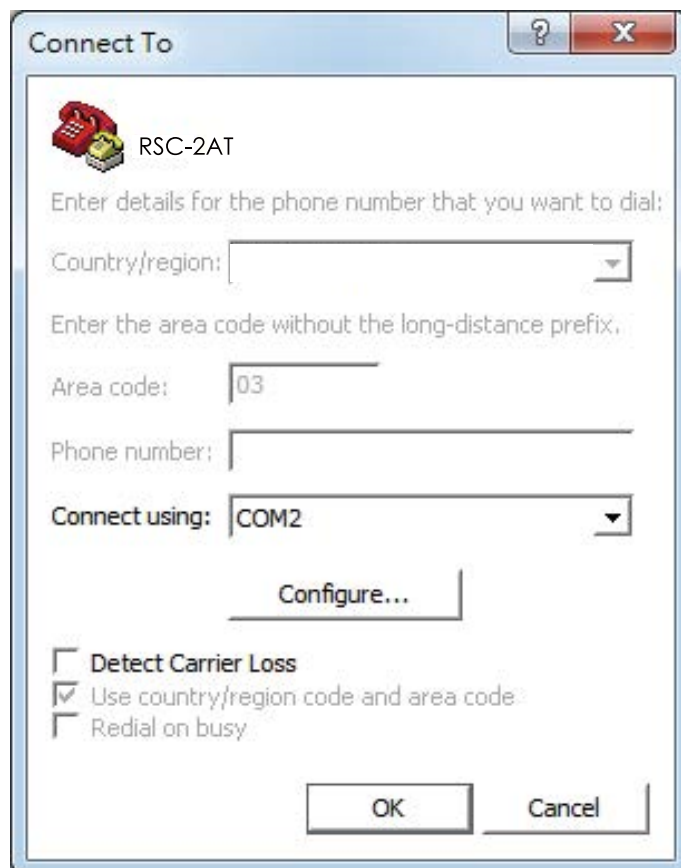 Connect To
RSC-2AT
Enter details for the phone number that you want to dial:
Country/region:
Enter the area code without the long-distance prefix.
Area code: 03
Phone number:
Connect using: COM2
Configure...
Detect Carrier Loss
Use country/region code and area code
Redial on busy
OK Cancel